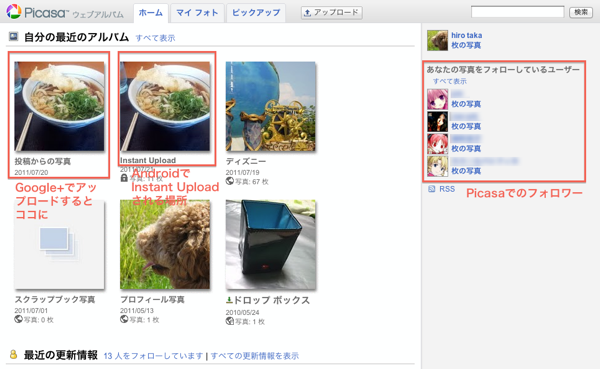 Picasa™ ウェブアルバム
ホーム
マイ フォト
ピックアップ
アップロード
検索
自分の最近のアルバム すべて表示
投稿からの写真
2011/07/20
Instant Upload
ディズニー
2011/07/19
写真: 67 枚
Google+でアッ
プロードすると
ココに
Androidで
Instant Upload
される場所
スクラップブック写真
2011/07/01
写真: 0 枚
プロフィール写真
2011/05/13
写真: 1 枚
ドロップ ボックス
2010/05/24
写真: 1 枚
最近の更新情報 13 人をフォローしています | すべての更新情報を表示
hiro taka
枚の写真
あなたの写真をフォローしているユーザー
すべて表示
枚の写真
枚の写真
枚の写真
枚の写真
RSS
Picasaでのフォロワー